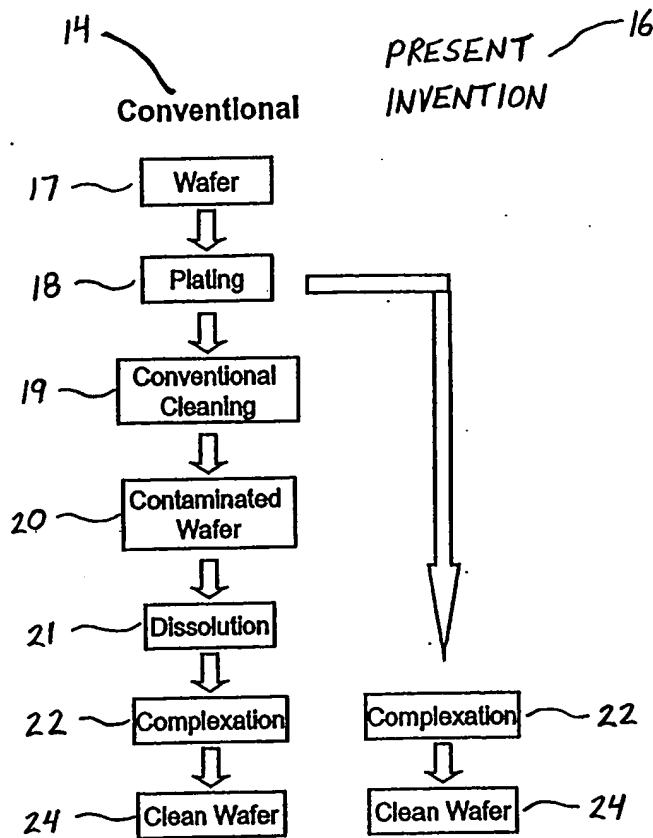 14
Conventional
PRESENT
INVENTION
16
17
Wafer
18
Plating
19
Conventional
Cleaning
20
Contaminated
Wafer
21
Dissolution
22
Complexation
24
Clean Wafer
Complexation
22
Clean Wafer
24